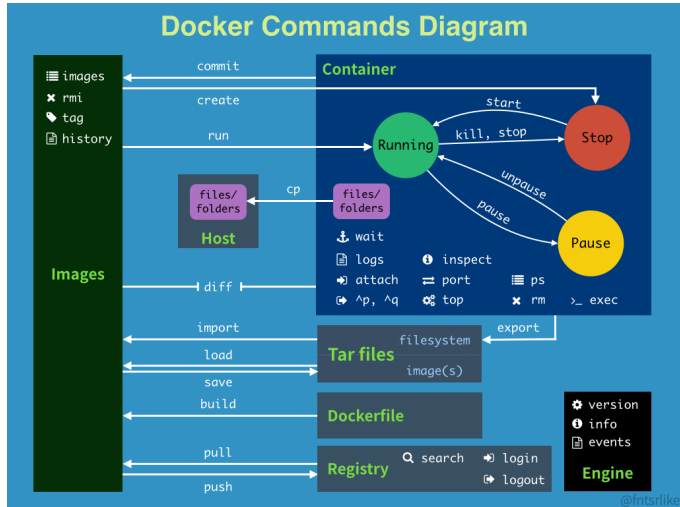 Docker Commands Diagram
images
rmi
tag
history
Images
commit
create
run
Container
start
Running
kill, stop
Stop
unpause
pause
Pause
files/
folders
Host
cp
files/
folders
wait
logs
inspect
attach
port
ps
^p, ^q
top
rm
>_ exec
diff
import
export
filesystem
Tar files
load
image(s)
save
build
Dockerfile
pull
Registry
search
login
logout
push
version
info
events
Engine
@fntsrlike